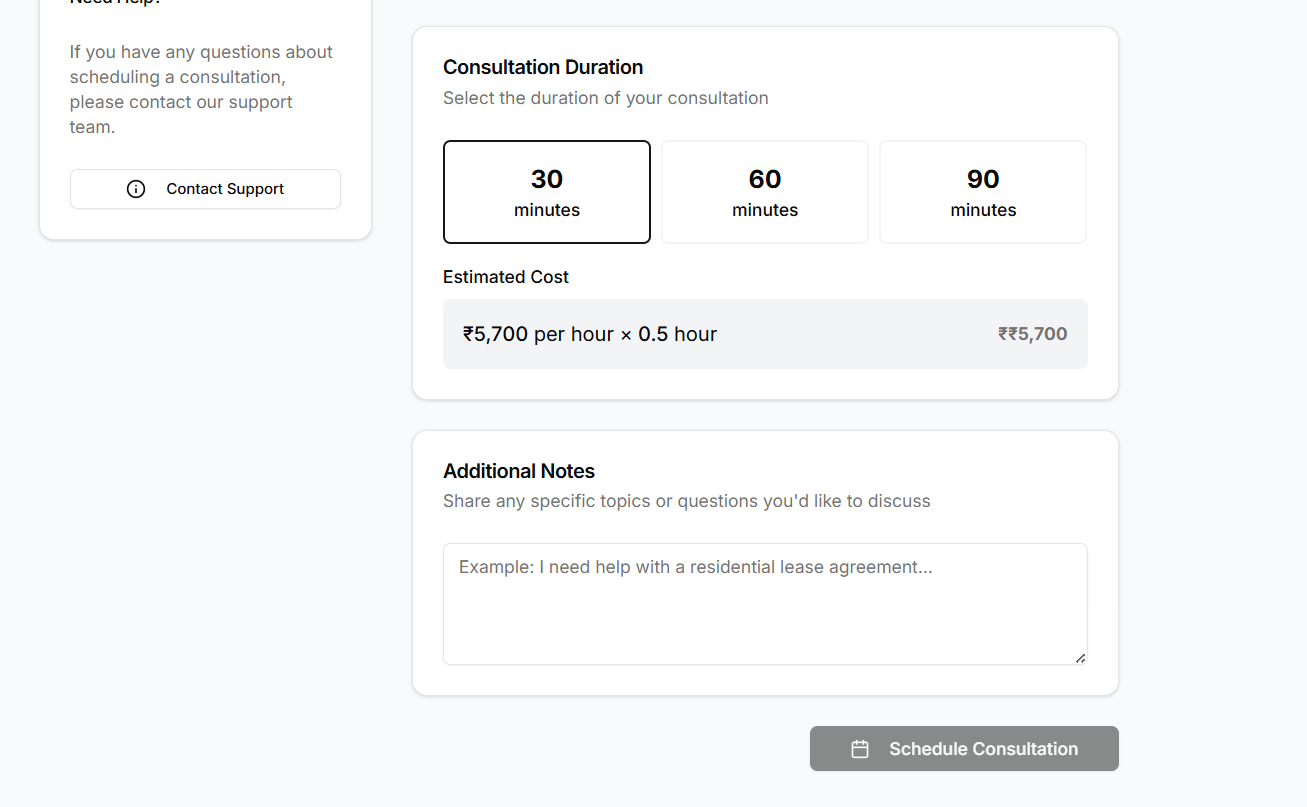 Need Help?
If you have any questions about
scheduling a consultation,
please contact our support
team.
Contact Support
Consultation Duration
Select the duration of your consultation
30
minutes
60
minutes
90
minutes
Estimated Cost
₹5,700 per hour × 0.5 hour
₹₹5,700
Additional Notes
Share any specific topics or questions you'd like to discuss
Example: I need help with a residential lease agreement...
Schedule Consultation